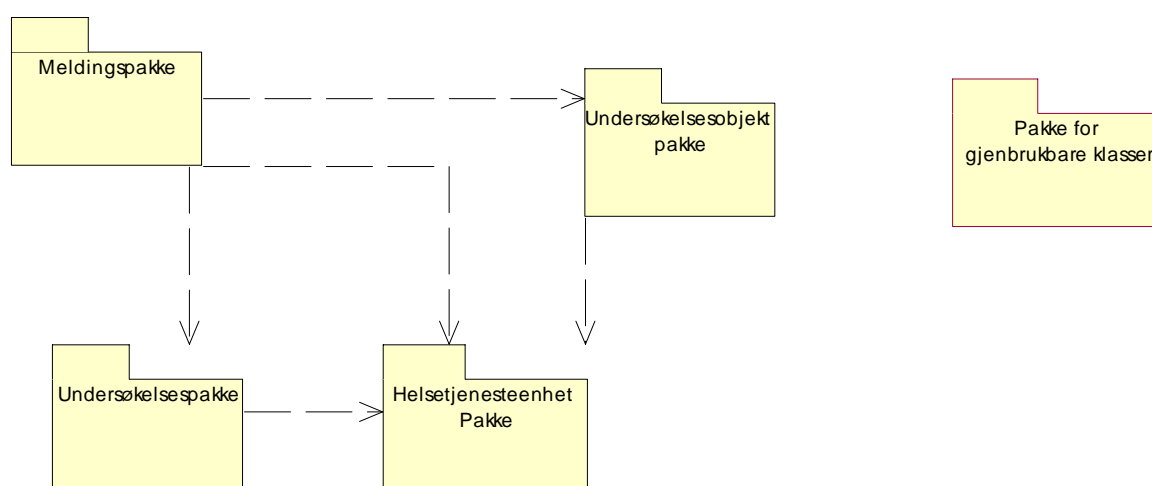 Meldingspakke
Undersøkelsesobjekt
pakke
Pakke for
gjenbrukbare klasser
Undersøkelsespakke
Helsetjenesteenhet
Pakke